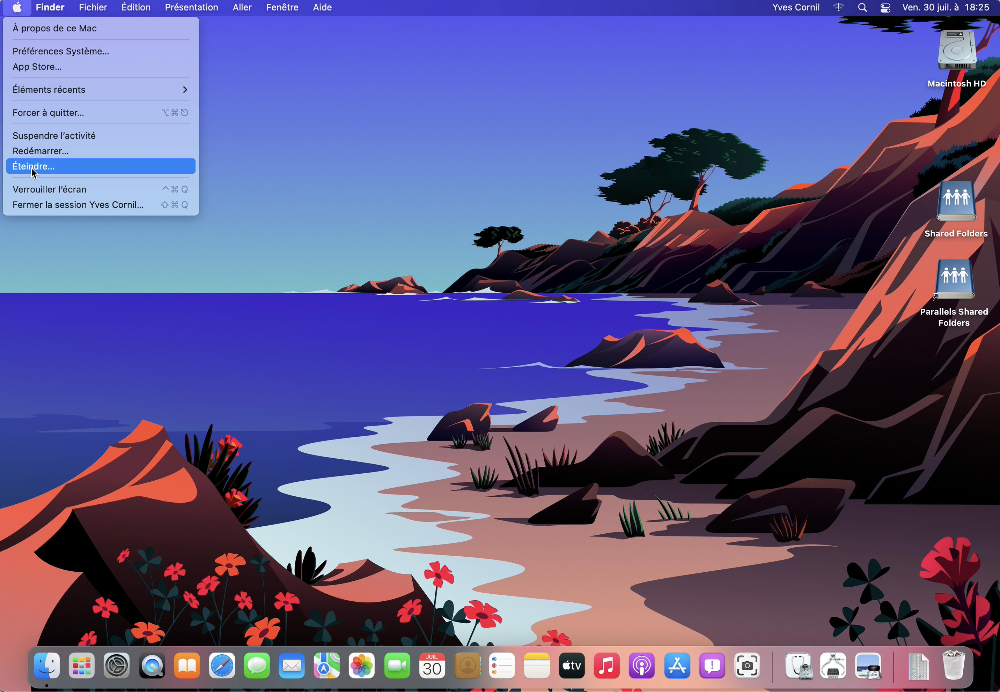 Finder Fichier Édition Présentation Aller Fenêtre Aide
Yves Cornil Ven. 30 juil. à 18:25
À propos de ce Mac
Préférences Système...
App Store...
Éléments récents
Forcer à quitter... ⌥⌘⎋
Suspendre l'activité
Redémarrer...
Éteindre...
Verrouiller l'écran ^⌘Q
Fermer la session Yves Cornil... ⇧⌘Q
Macintosh HD
Shared Folders
Parallels Shared
Folders
JUIL.
30
tv
XLSX